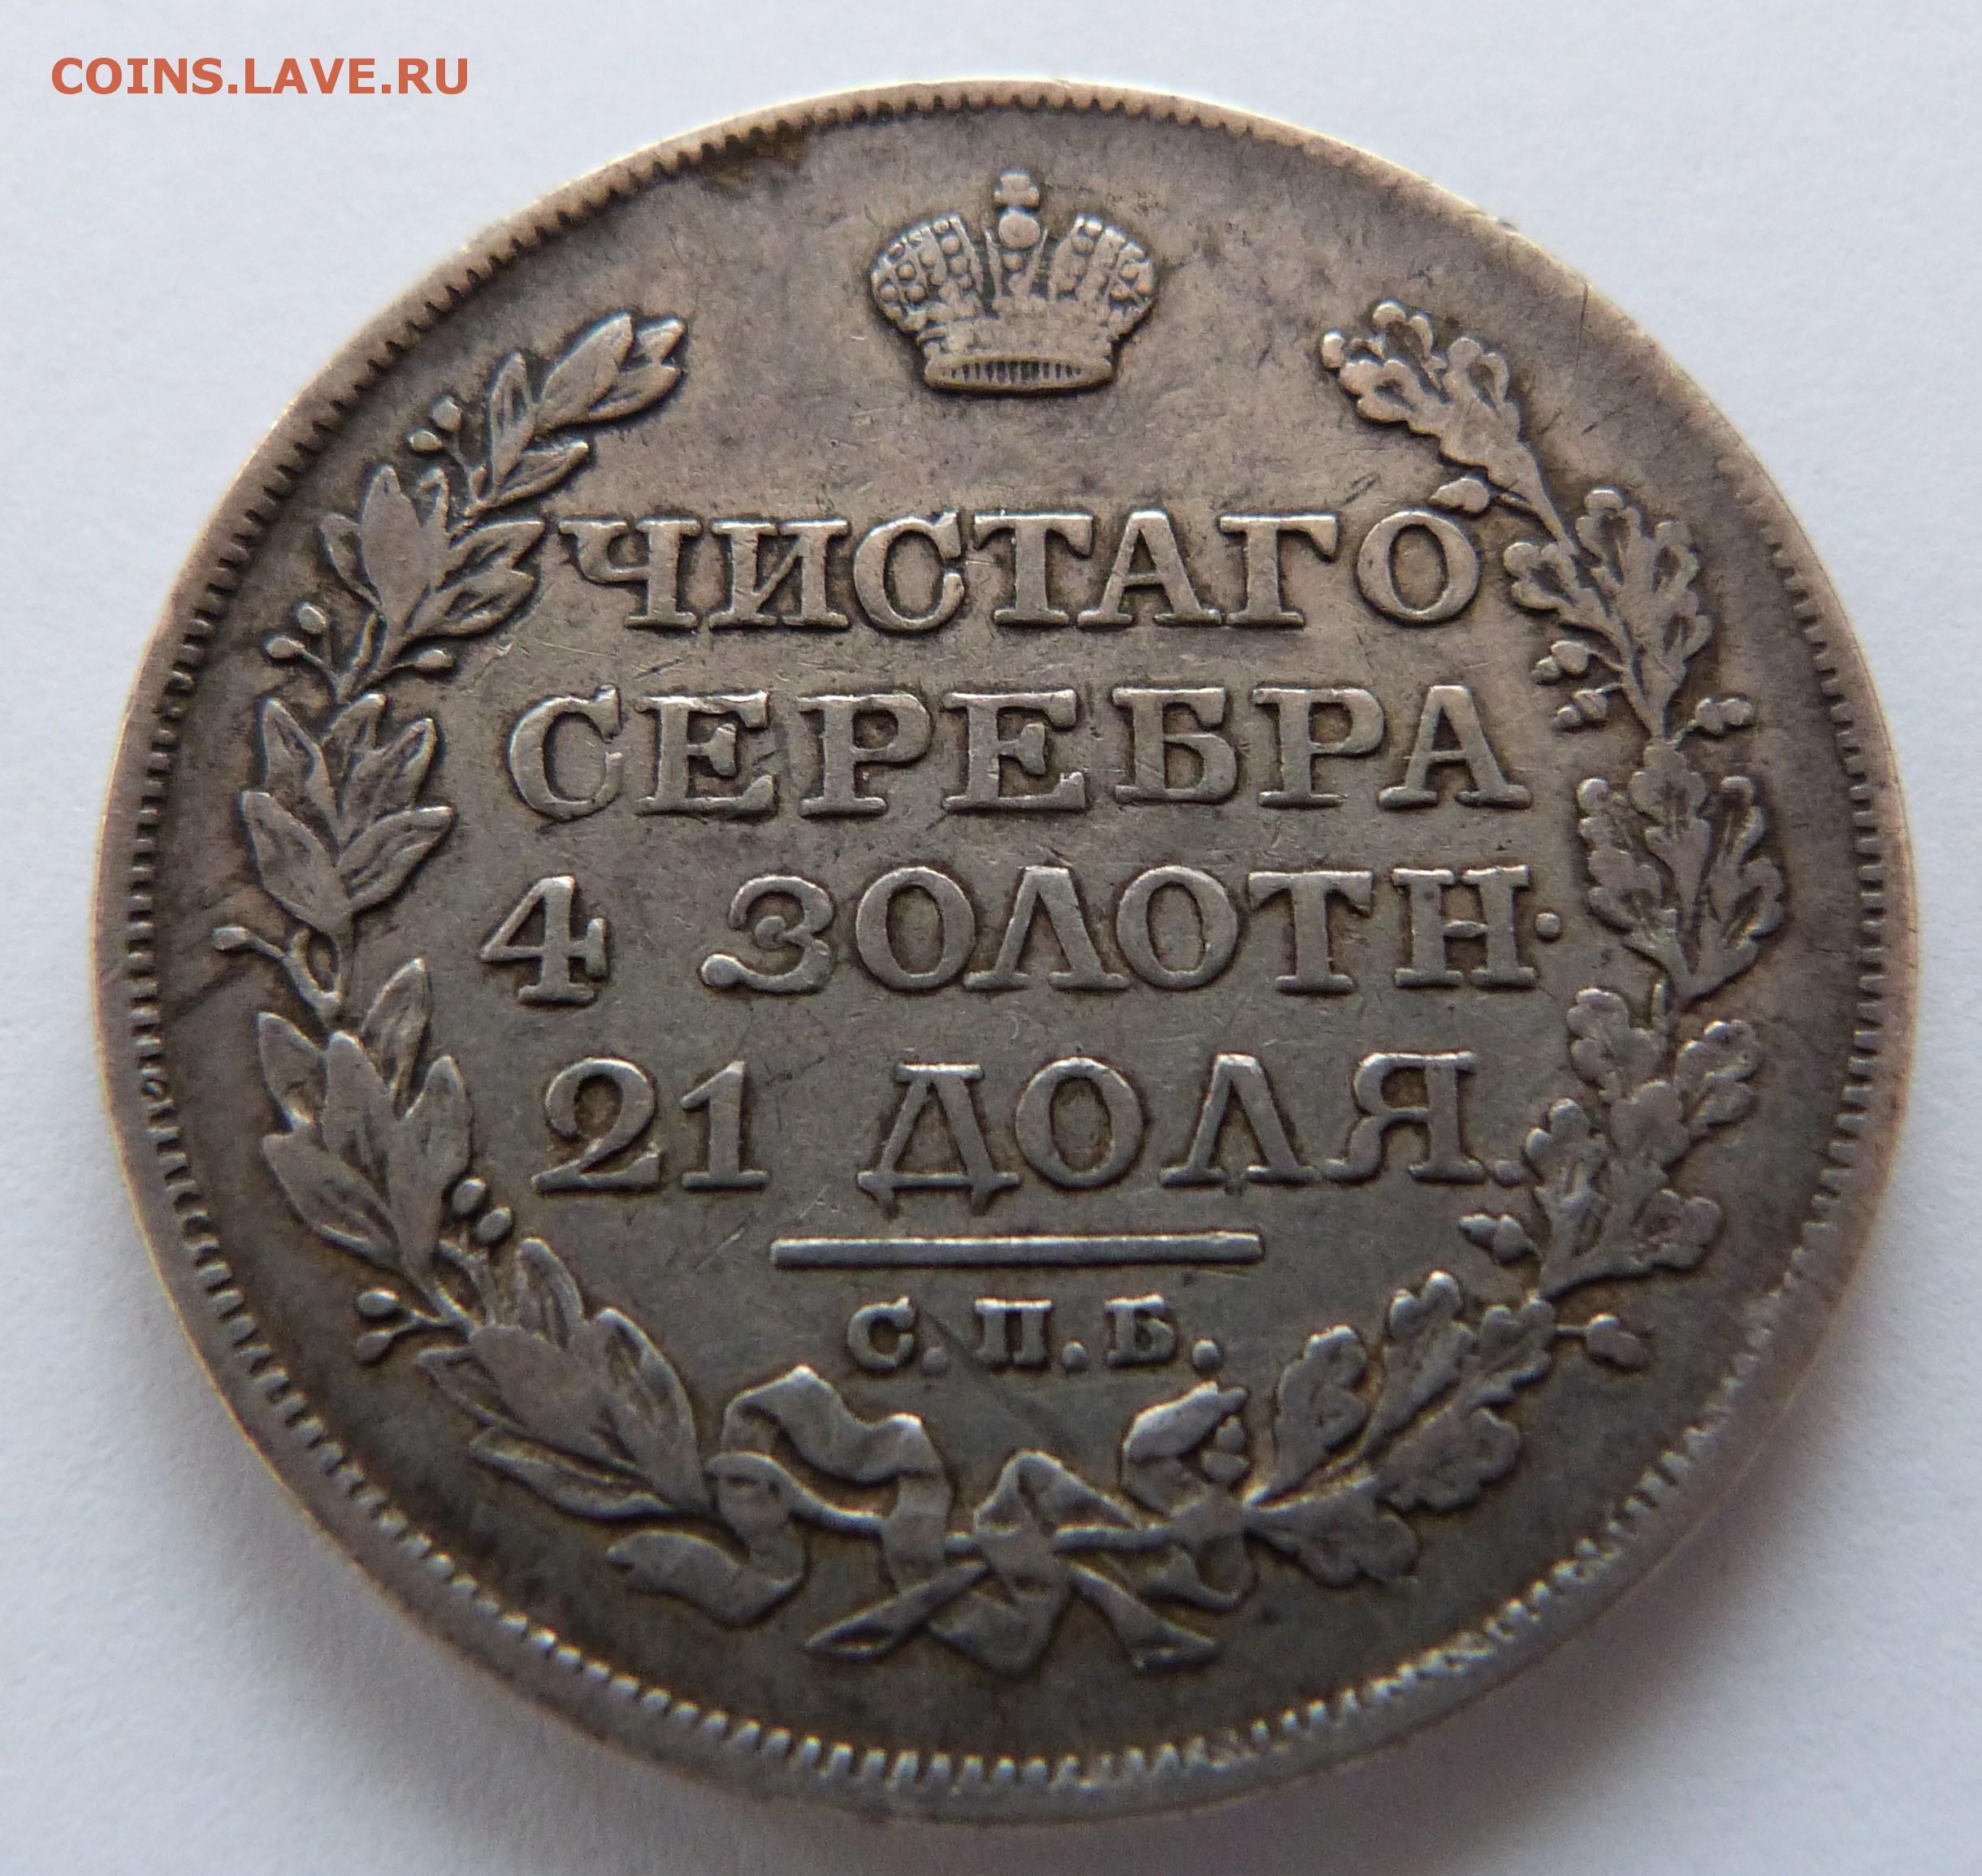 COINS.LAVE.RU
ЧИСТАГО
СЕРЕБРА
4 ЗОЛОТН.
21 ДОЛЯ.
С.П.Б.